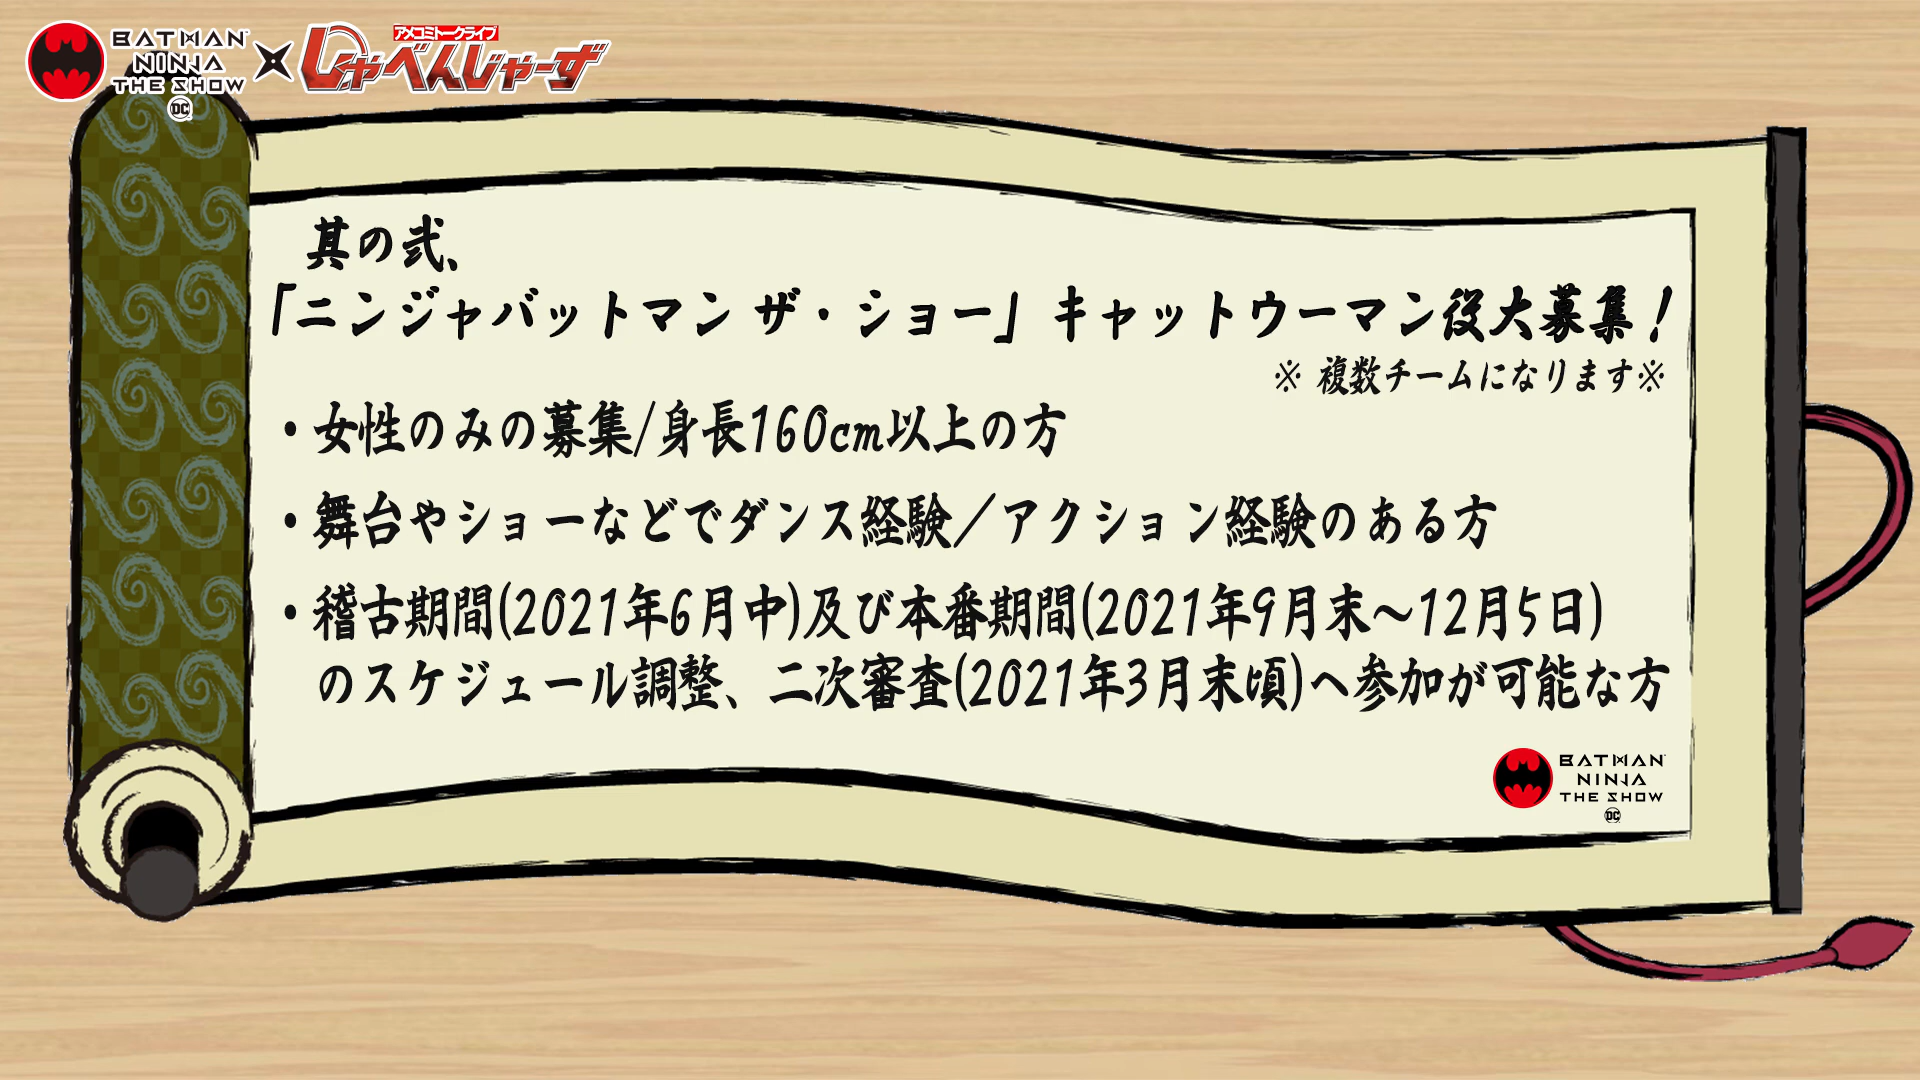 BATMAN
NINJA
THE SHOW
DC
アメコミトークライブ
しゃべんじゃーず
其の弐、
「ニンジャバットマン ザ・ショー」キャットウーマン役大募集！
※ 複数チームになります※
・女性のみの募集/身長160cm以上の方
・舞台やショーなどでダンス経験／アクション経験のある方
・稽古期間(2021年6月中)及び本番期間(2021年9月末～12月5日)
のスケジュール調整、二次審査(2021年3月末頃)へ参加が可能な方
BATMAN
NINJA
THE SHOW
DC